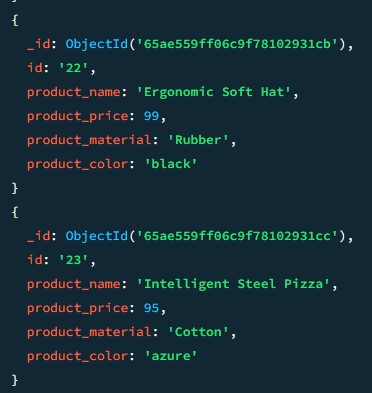 }
{
_id: ObjectId('65ae559ff06c9f78102931cb'),
id: '22',
product_name: 'Ergonomic Soft Hat',
product_price: 99,
product_material: 'Rubber',
product_color: 'black'
}
{
_id: ObjectId('65ae559ff06c9f78102931cc'),
id: '23',
product_name: 'Intelligent Steel Pizza',
product_price: 95,
product_material: 'Cotton',
product_color: 'azure'
}